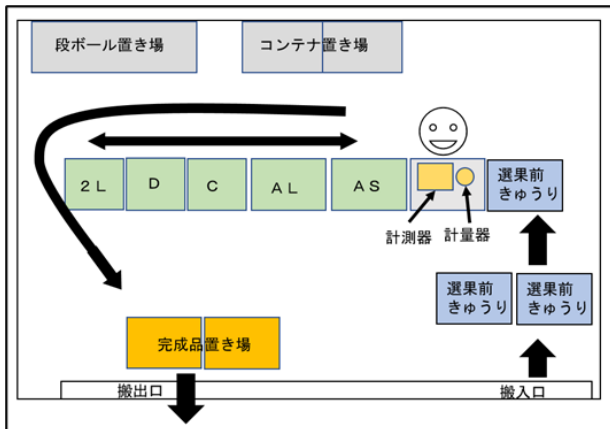 段ボール置き場
コンテナ置き場
2L
D
C
AL
AS
選果前
きゅうり
計測器
計量器
選果前
きゅうり
選果前
きゅうり
完成品置き場
搬出口
搬入口